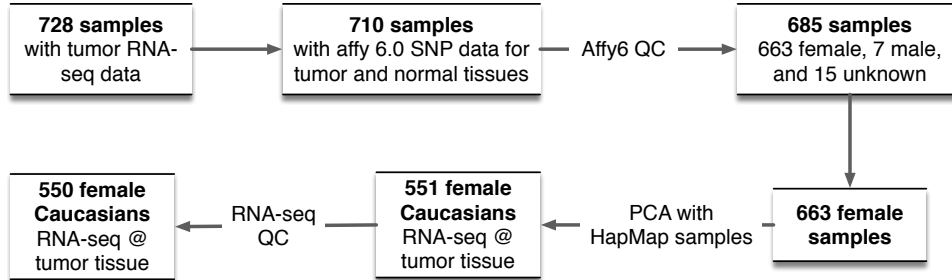 728 samples
with tumor RNA-
seq data
710 samples
with affy 6.0 SNP data for
tumor and normal tissues
Affy6 QC
685 samples
663 female, 7 male,
and 15 unknown
663 female
samples
PCA with
HapMap samples
551 female
Caucasians
RNA-seq @
tumor tissue
RNA-seq
QC
550 female
Caucasians
RNA-seq @
tumor tissue